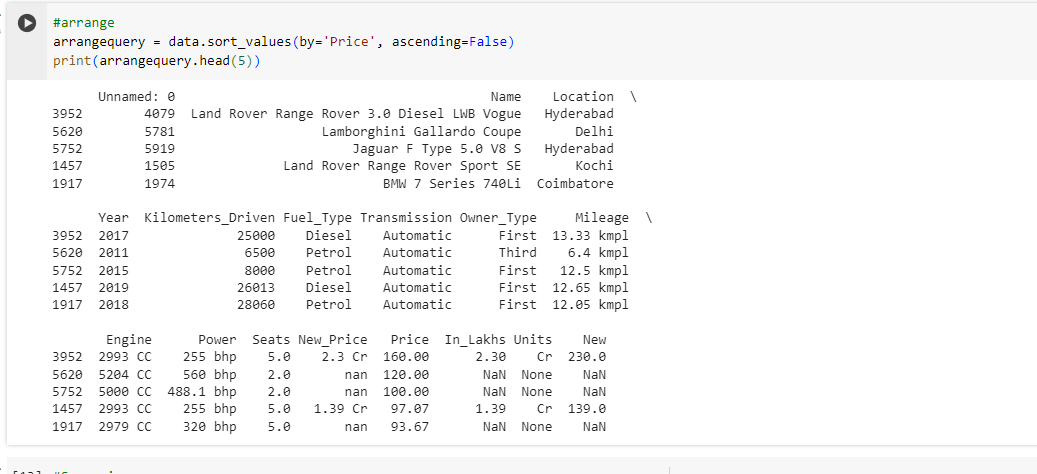 #arrange
arrangequery = data.sort_values(by='Price', ascending=False)
print(arrangequery.head(5))
Unnamed: 0 Name Location \
3952 4079 Land Rover Range Rover 3.0 Diesel LWB Vogue Hyderabad
5620 5781 Lamborghini Gallardo Coupe Delhi
5752 5919 Jaguar F Type 5.0 V8 S Hyderabad
1457 1505 Land Rover Range Rover Sport SE Kochi
1917 1974 BMW 7 Series 740Li Coimbatore
Year Kilometers_Driven Fuel_Type Transmission Owner_Type Mileage \
3952 2017 25000 Diesel Automatic First 13.33 kmpl
5620 2011 6500 Petrol Automatic Third 6.4 kmpl
5752 2015 8000 Petrol Automatic First 12.5 kmpl
1457 2019 26013 Diesel Automatic First 12.65 kmpl
1917 2018 28060 Petrol Automatic First 12.05 kmpl
Engine Power Seats New_Price Price In_Lakhs Units New
3952 2993 CC 255 bhp 5.0 2.3 Cr 160.00 2.30 Cr 230.0
5620 5204 CC 560 bhp 2.0 nan 120.00 NaN None NaN
5752 5000 CC 488.1 bhp 2.0 nan 100.00 NaN None NaN
1457 2993 CC 255 bhp 5.0 1.39 Cr 97.07 1.39 Cr 139.0
1917 2979 CC 320 bhp 5.0 nan 93.67 NaN None NaN